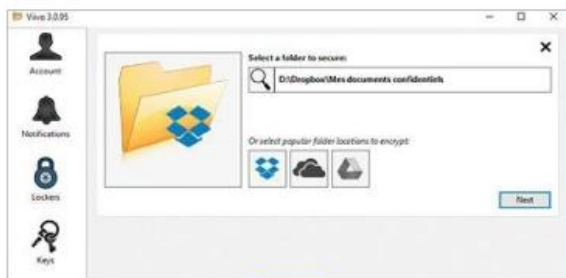 Viivo 3.0.95
Account
Notifications
Lockers
Keys
Select a folder to secure:
D:\Dropbox\Mes documents confidentiels
Or select popular folder locations to encrypt:
Next